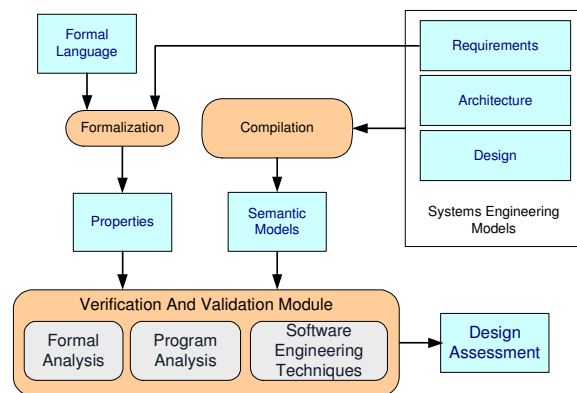 Formal
Language
Requirements
Architecture
Design
Systems Engineering
Models
Formalization
Compilation
Properties
Semantic
Models
Verification And Validation Module
Formal
Analysis
Program
Analysis
Software
Engineering
Techniques
Design
Assessment